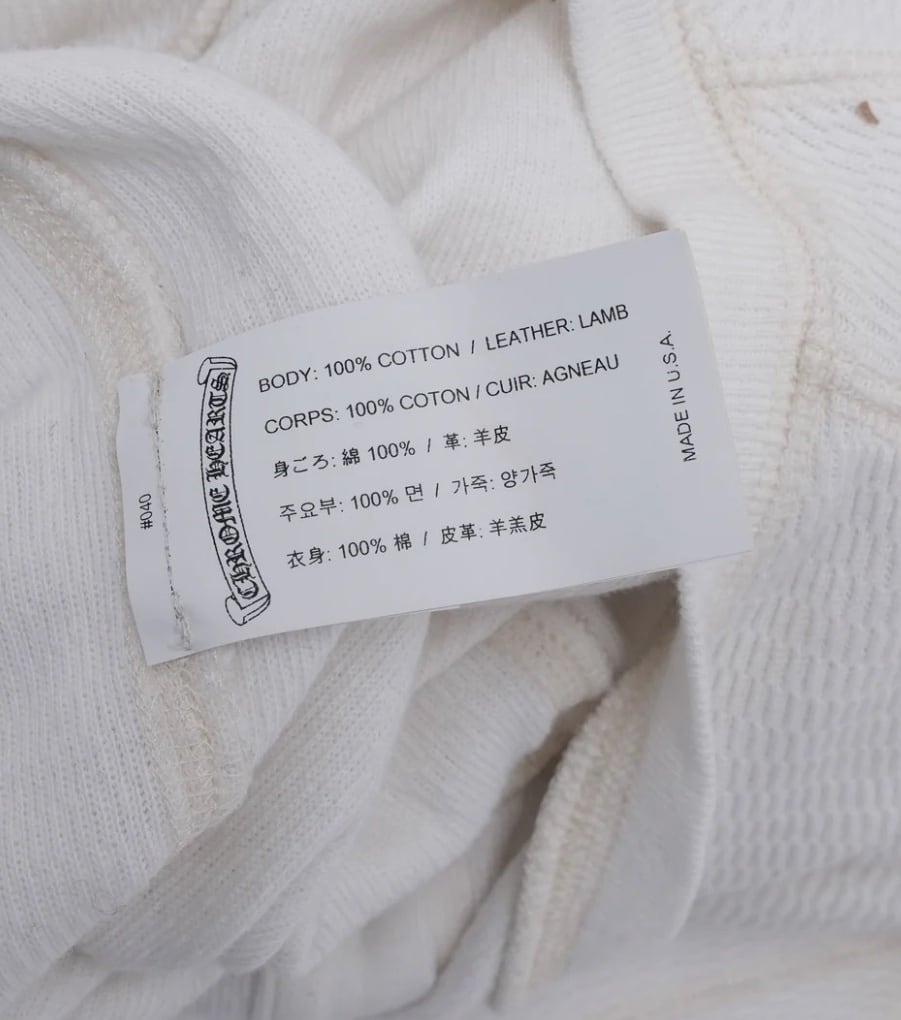 #040
CHROME HEARTS
BODY: 100% COTTON / LEATHER: LAMB
CORPS: 100% COTON / CUIR: AGNEAU
身ごろ: 綿 100% / 革: 羊皮
주요부: 100% 면 / 가죽: 양가죽
衣身: 100% 棉 / 皮革: 羊羔皮
MADE IN U.S.A.